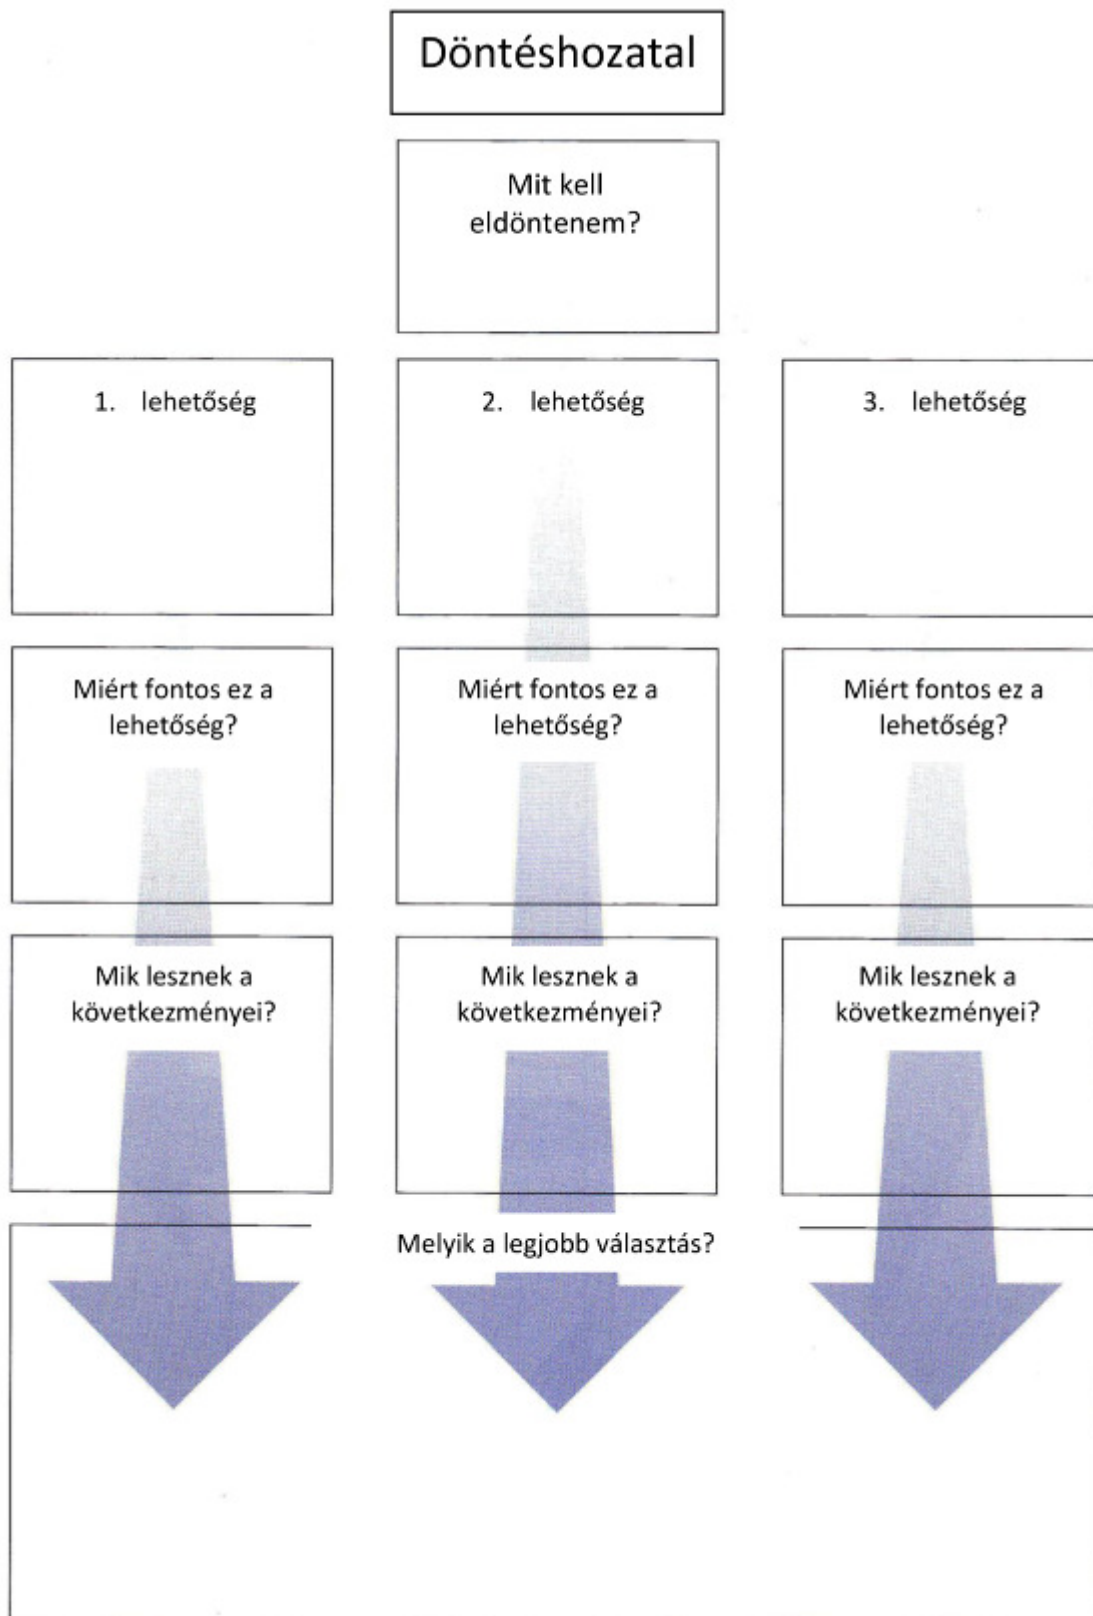 Döntéshozatal
Mit kell
eldöntenem?
1. lehetőség
2. lehetőség
3. lehetőség
Miért fontos ez a
lehetőség?
Miért fontos ez a
lehetőség?
Miért fontos ez a
lehetőség?
Mik lesznek a
következményei?
Mik lesznek a
következményei?
Mik lesznek a
következményei?
Melyik a legjobb választás?